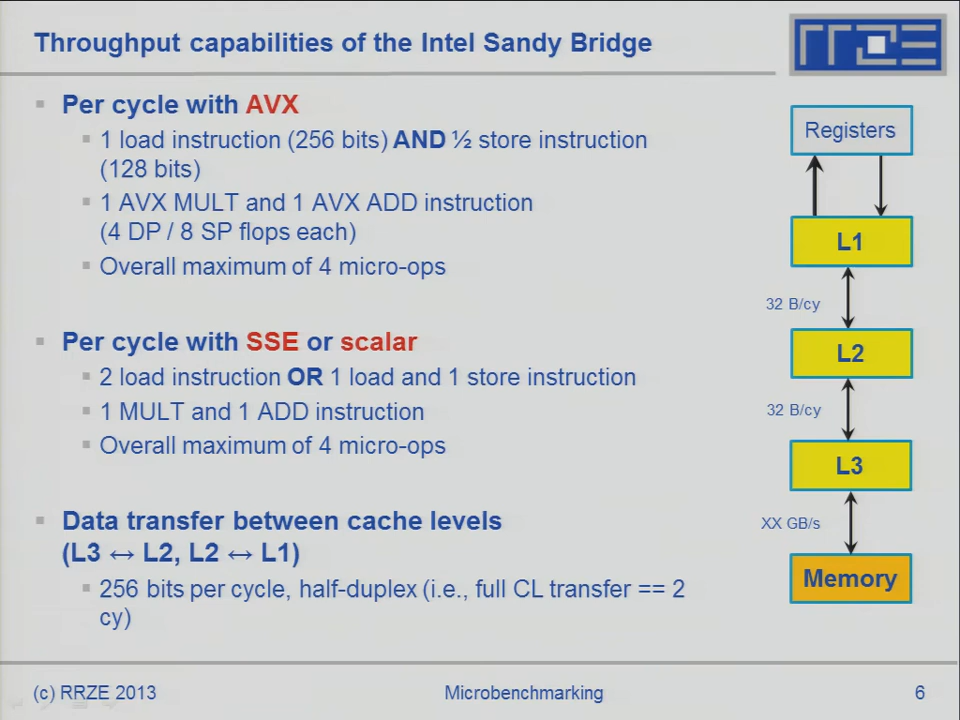 Throughput capabilities of the Intel Sandy Bridge
RRZE
Per cycle with AVX
1 load instruction (256 bits) AND ½ store instruction
(128 bits)
1 AVX MULT and 1 AVX ADD instruction
(4 DP / 8 SP flops each)
Overall maximum of 4 micro-ops
Per cycle with SSE or scalar
2 load instruction OR 1 load and 1 store instruction
1 MULT and 1 ADD instruction
Overall maximum of 4 micro-ops
Data transfer between cache levels
(L3 ↔ L2, L2 ↔ L1)
256 bits per cycle, half-duplex (i.e., full CL transfer == 2
cy)
Registers
L1
32 B/cy
L2
32 B/cy
L3
XX GB/s
Memory
(c) RRZE 2013
Microbenchmarking
6